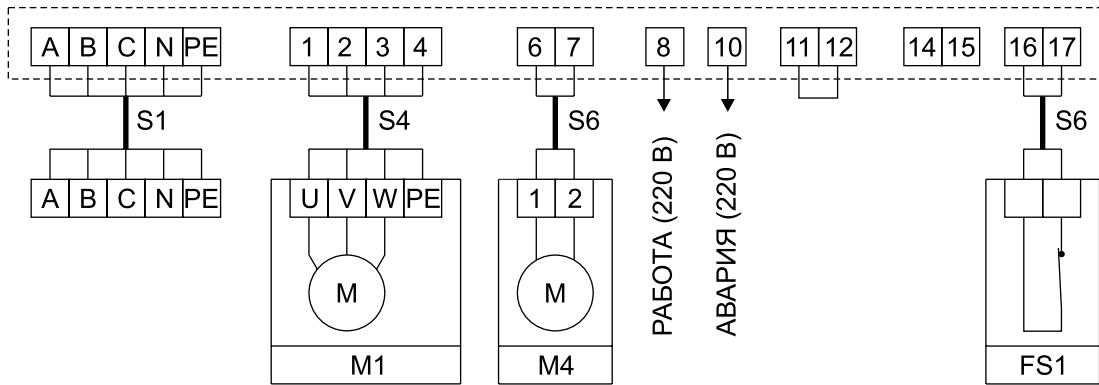 A B C N PE 1 2 3 4 6 7 8 10 11 12 14 15 16 17
S1 S4 S6 S6
A B C N PE U V W PE 1 2
РАБОТА (220 В)
АВАРИЯ (220 В)
M M
M1 M4 FS1